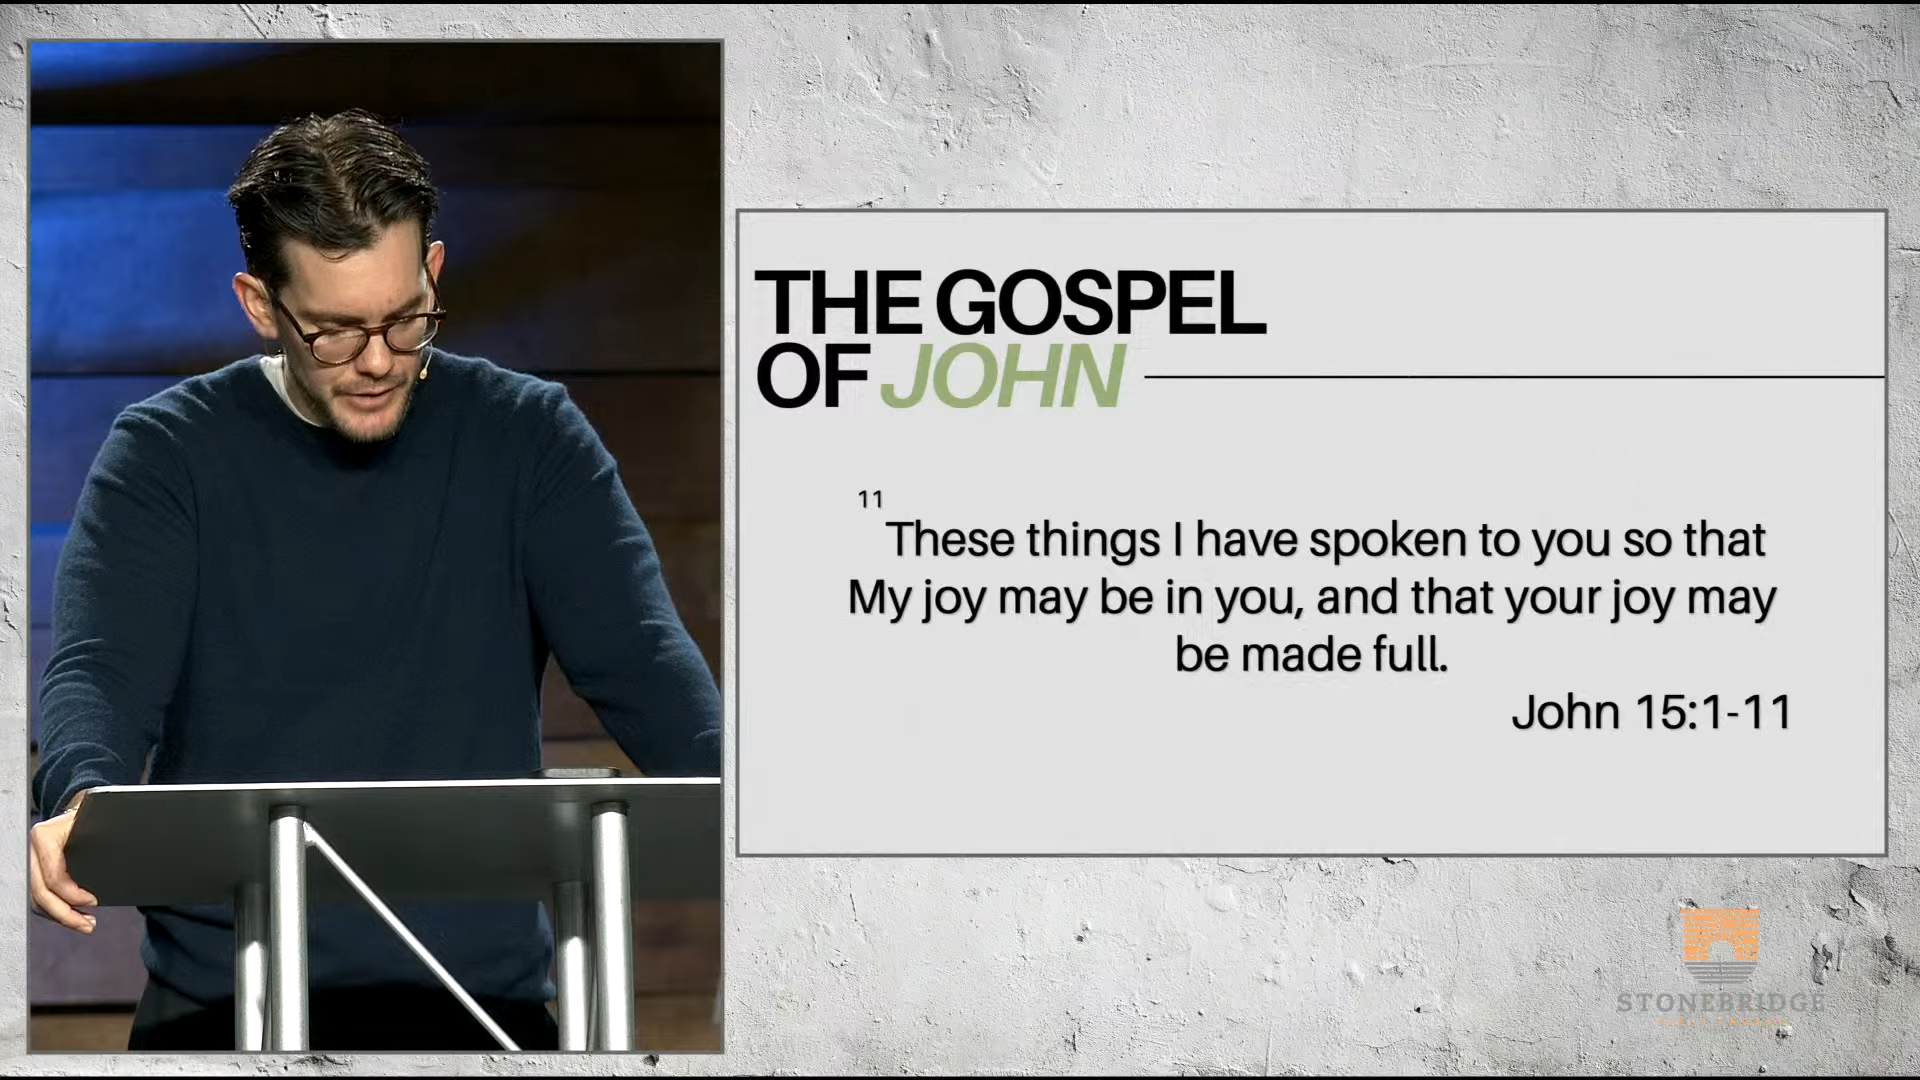 THE GOSPEL
OF JOHN
11
These things I have spoken to you so that
My joy may be in you, and that your joy may
be made full.
John 15:1-11
STONEBRIDGE